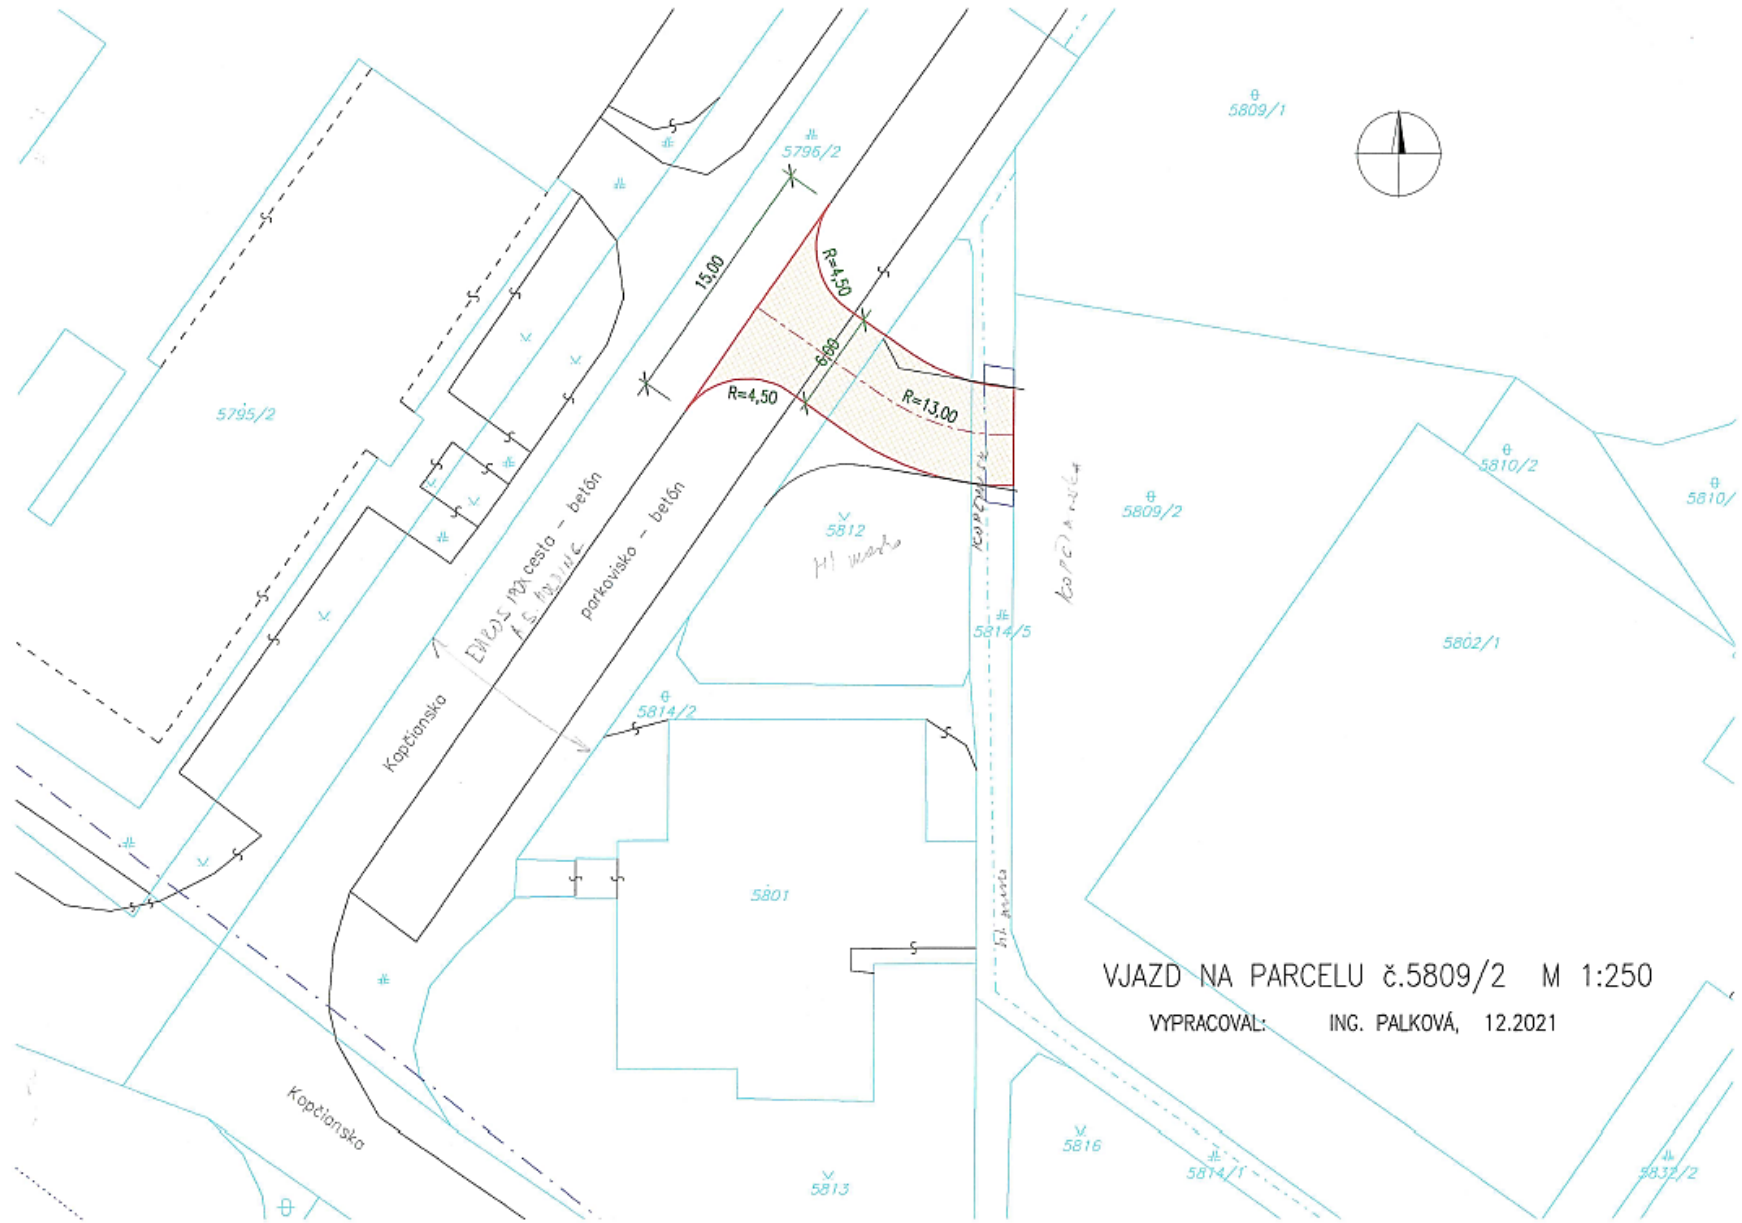 5809/1
5796/2
15,00
R=4,50
6,00
R=4,50
R=13,00
5795/2
5810/2
5810/
5809/2
5812
cesta - betón
parkovisko - betón
5814/5
5802/1
5814/2
Kopčianska
5801
VJAZD NA PARCELU č.5809/2 M 1:250
VYPRACOVAL: ING. PALKOVÁ, 12.2021
Kopčianska
5816
5814/1
5832/2
5813